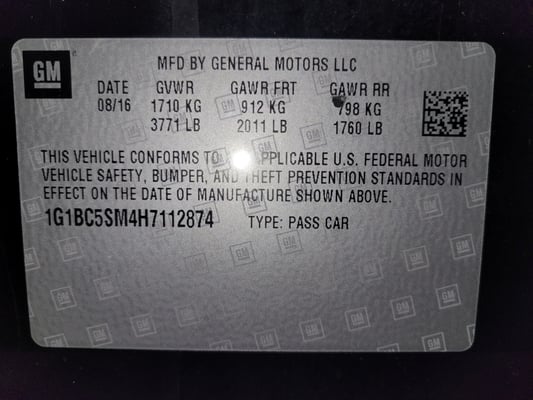 GM MFD BY GENERAL MOTORS LLC
DATE GVWR GAWR FRT GAWR RR
08/16 1710 KG 912 KG 798 KG
3771 LB 2011 LB 1760 LB
THIS VEHICLE CONFORMS TO PPLICABLE U.S. FEDERAL MOTOR
VEHICLE SAFETY, BUMPER, AND THEFT PREVENTION STANDARDS IN
EFFECT ON THE DATE OF MANUFACTURE SHOWN ABOVE.
1G1BC5SM4H7112874 TYPE: PASS CAR